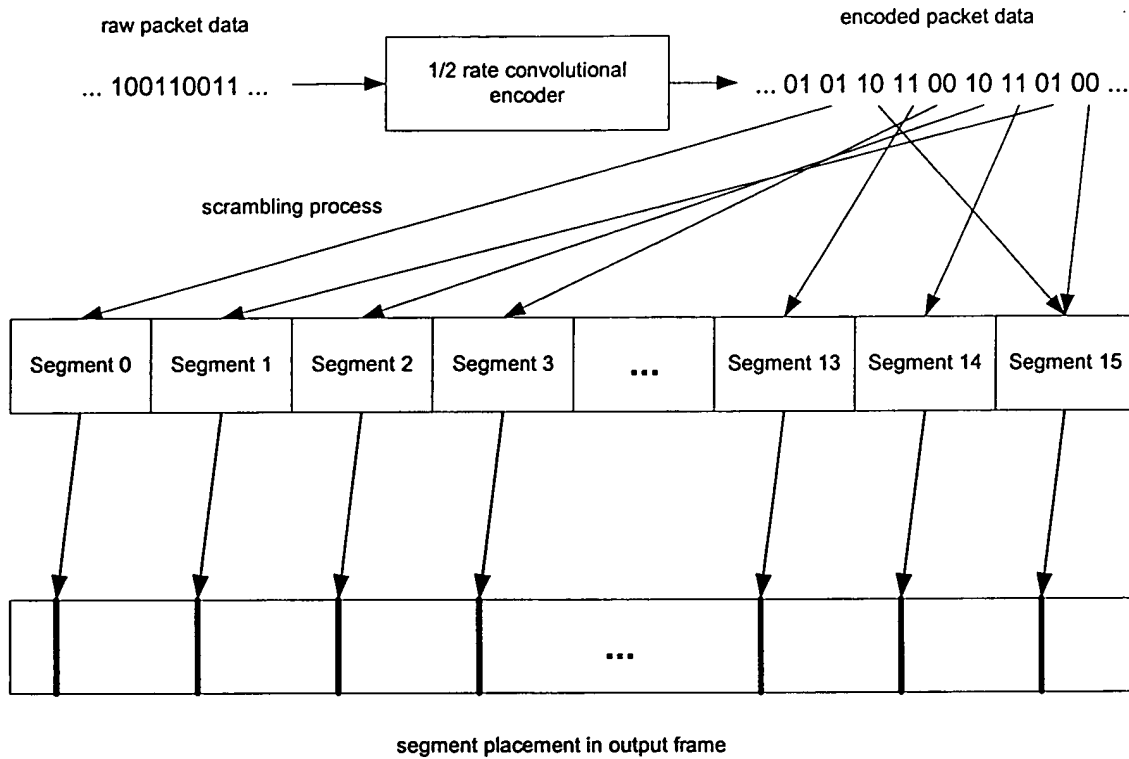 raw packet data
encoded packet data
... 100110011 ...
1/2 rate convolutional
encoder
... 01 01 10 11 00 10 11 01 00 ...
scrambling process
Segment 0
Segment 1
Segment 2
Segment 3
...
Segment 13
Segment 14
Segment 15
...
segment placement in output frame